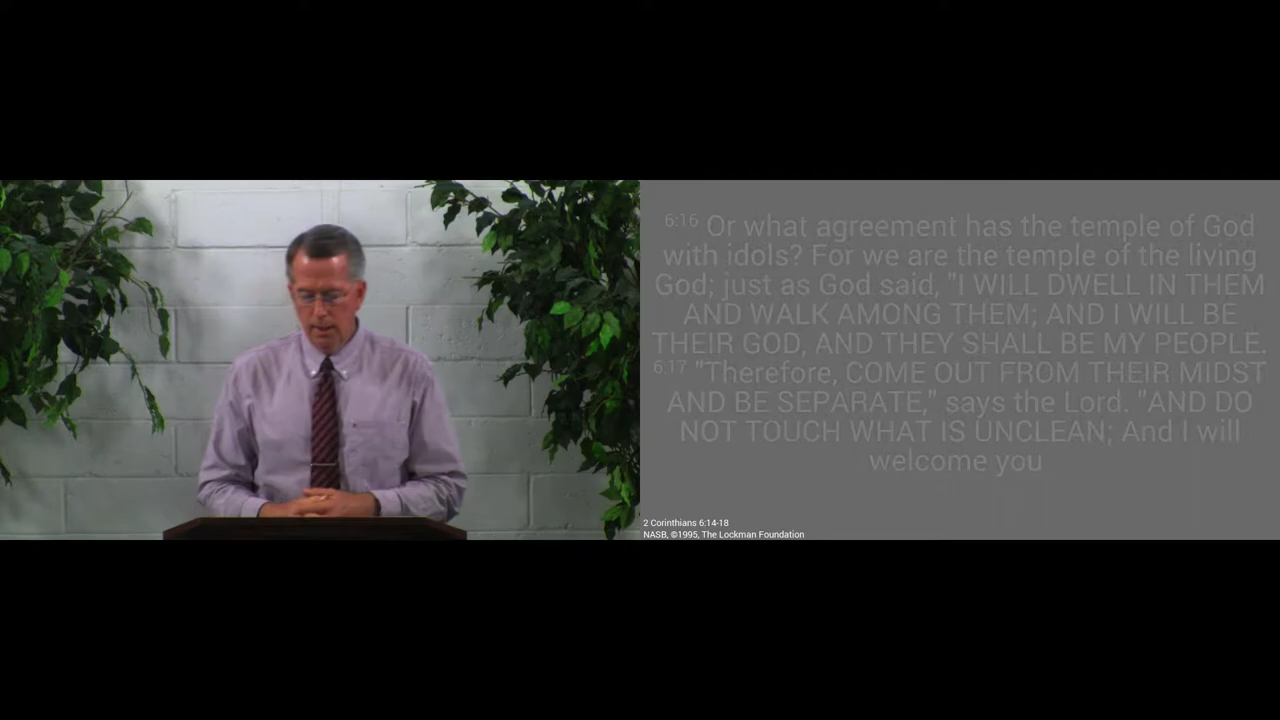 6:16 Or what agreement has the temple of God
with idols? For we are the temple of the living
God; just as God said, "I WILL DWELL IN THEM
AND WALK AMONG THEM; AND I WILL BE
THEIR GOD, AND THEY SHALL BE MY PEOPLE.
6:17 "Therefore, COME OUT FROM THEIR MIDST
AND BE SEPARATE," says the Lord. "AND DO
NOT TOUCH WHAT IS UNCLEAN; And I will
welcome you
2 Corinthians 6:14-18
NASB, ©1995, The Lockman Foundation